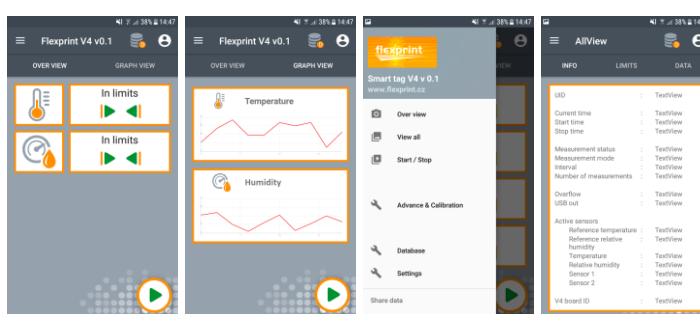 38% 14:47
Flexprint V4 v0.1
OVER VIEW
GRAPH VIEW
In limits
In limits
38% 14:47
Flexprint V4 v0.1
OVER VIEW
GRAPH VIEW
Temperature
Humidity
38% 14:47
flexprint
Smart tag V4 v 0.1
www.flexprint.cz
VIEW
Over view
View all
Start / Stop
Advance & Calibration
Database
Settings
Share data
38% 14:47
AllView
INFO
LIMITS
DATA
UID : TextView
Current time : TextView
Start time : TextView
Stop time : TextView
Measurement status : TextView
Measurement mode : TextView
Interval : TextView
Number of measurements : TextView
Overflow : TextView
USB out : TextView
Active sensors
Reference temperature : TextView
Reference relative : TextView
humidity
Temperature : TextView
Relative humidity : TextView
Sensor 1 : TextView
Sensor 2 : TextView
V4 board ID : TextView